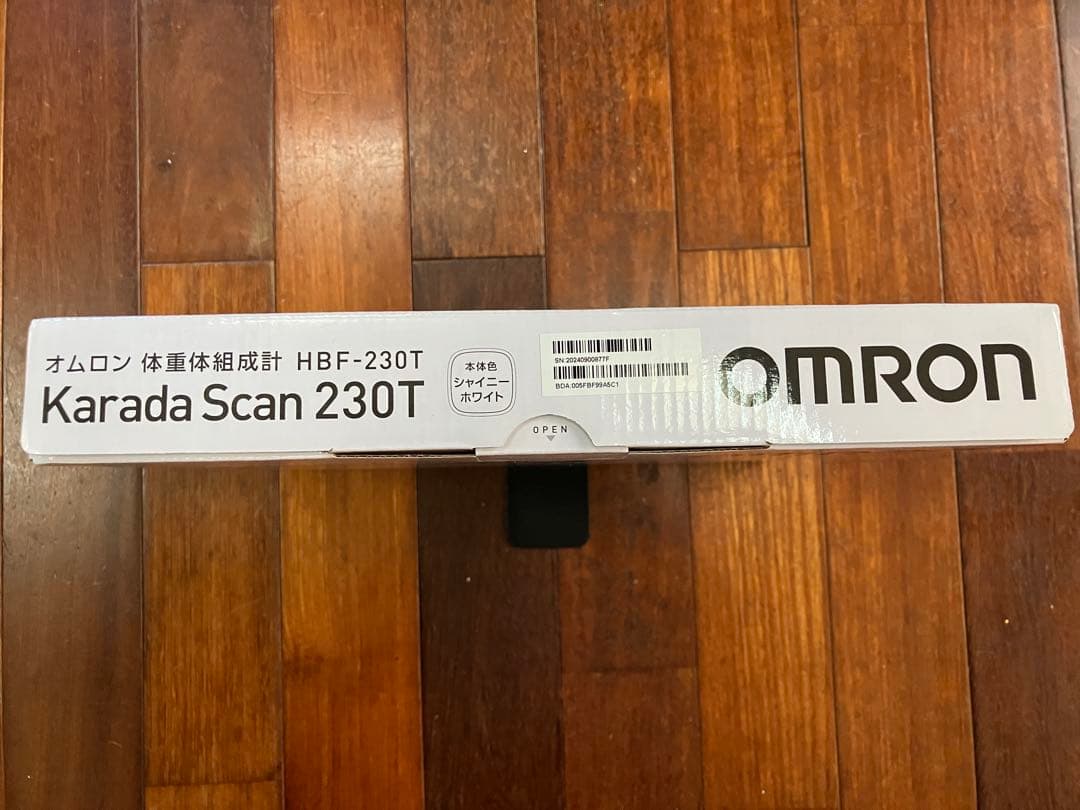 オムロン 体重体組成計 HBF-230T
Karada Scan 230T
本体色
シャイニー
ホワイト
SN:20240900877F
BDA:005FBF99A5C1
OPEN
OMRON